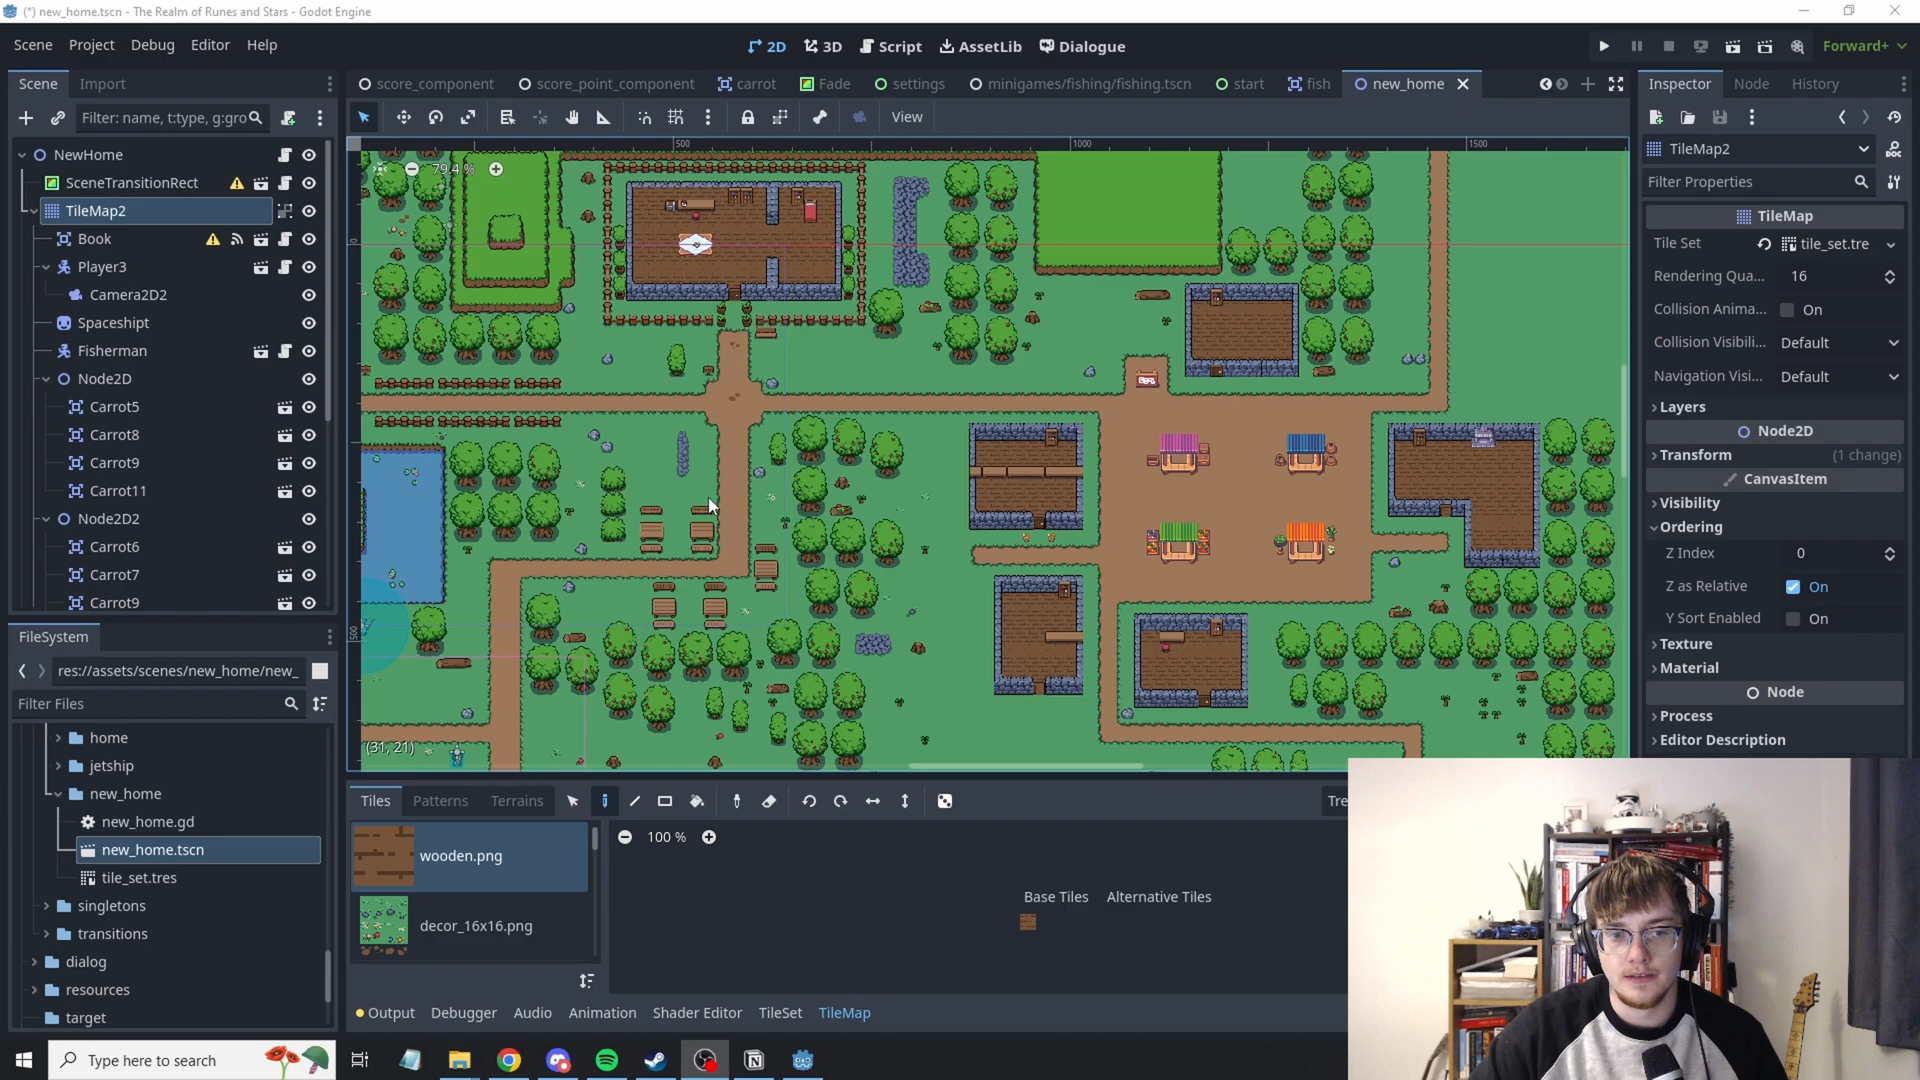 (*) new_home.tscn - The Realm of Runes and Stars - Godot Engine
Scene Project Debug Editor Help
2D 3D Script AssetLib Dialogue
Forward+
Scene Import
score_component score_point_component carrot Fade settings minigames/fishing/fishing.tscn start fish new_home
Inspector Node History
Filter: name, t:type, g:gro
View
NewHome
SceneTransitionRect
TileMap2
Book
Player3
Camera2D2
Spaceshipt
Fisherman
Node2D
Carrot5
Carrot8
Carrot9
Carrot11
Node2D2
Carrot6
Carrot7
Carrot9
FileSystem
res://assets/scenes/new_home/new_
Filter Files
home
jetship
new_home
new_home.gd
new_home.tscn
tile_set.tres
singletons
transitions
dialog
resources
target
500 1000 1500
0
500
79.4 %
(31, 21)
Tiles Patterns Terrains
Tre
wooden.png
decor_16x16.png
100 %
Base Tiles Alternative Tiles
Output Debugger Audio Animation Shader Editor TileSet TileMap
TileMap2
Filter Properties
TileMap
Tile Set tile_set.tre
Rendering Qua... 16
Collision Anima... On
Collision Visibili... Default
Navigation Visi... Default
Layers
Node2D
Transform (1 change)
CanvasItem
Visibility
Ordering
Z Index 0
Z as Relative On
Y Sort Enabled On
Texture
Material
Node
Process
Editor Description
Type here to search